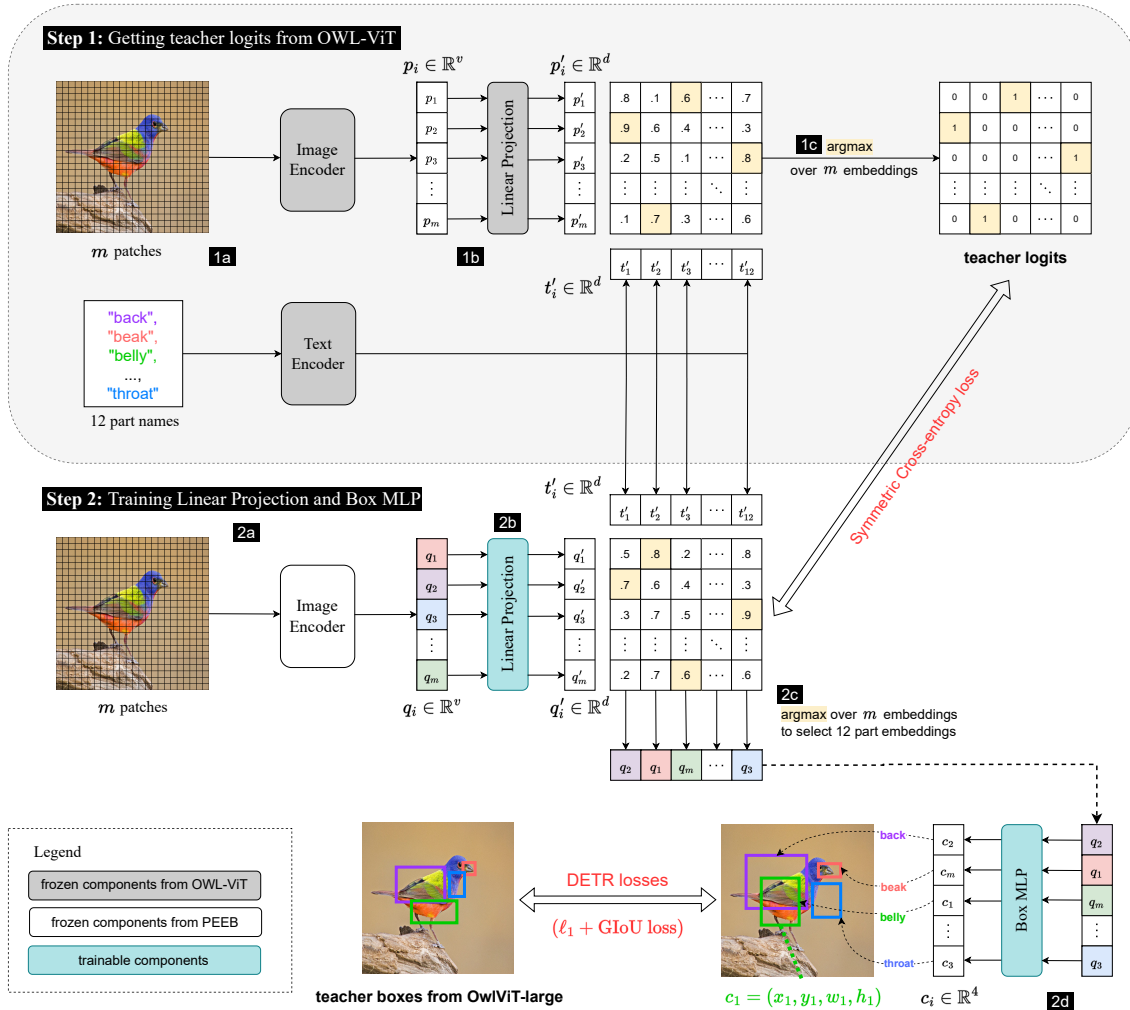 Step 1: Getting teacher logits from OWL-ViT
p_i ∈ ℝ^v
p'_i ∈ ℝ^d
Image
Encoder
p_1
p_2
p_3
⋮
p_m
Linear Projection
p'_1
p'_2
p'_3
⋮
p'_m
.8 .1 .6 ⋯ .7
.9 .6 .4 ⋯ .3
.2 .5 .1 ⋯ .8
⋮ ⋮ ⋮ ⋱ ⋮
.1 .7 .3 ⋯ .6
1c argmax
over m embeddings
0 0 1 ⋯ 0
1 0 0 ⋯ 0
0 0 0 ⋯ 1
⋮ ⋮ ⋮ ⋱ ⋮
0 1 0 ⋯ 0
teacher logits
m patches
1a
1b
t'_i ∈ ℝ^d
t'_1 t'_2 t'_3 ⋯ t'_12
"back",
"beak",
"belly",
...,
"throat"
12 part names
Text
Encoder
Symmetric Cross-entropy loss
Step 2: Training Linear Projection and Box MLP
t'_i ∈ ℝ^d
t'_1 t'_2 t'_3 ⋯ t'_12
2a
2b
m patches
Image
Encoder
q_1
q_2
q_3
⋮
q_m
q_i ∈ ℝ^v
Linear Projection
q'_1
q'_2
q'_3
⋮
q'_m
q'_i ∈ ℝ^d
.5 .8 .2 ⋯ .8
.7 .6 .4 ⋯ .3
.3 .7 .5 ⋯ .9
⋮ ⋮ ⋮ ⋱ ⋮
.2 .7 .6 ⋯ .6
2c
argmax over m embeddings
to select 12 part embeddings
q_2 q_1 q_m ⋯ q_3
Legend
frozen components from OWL-ViT
frozen components from PEEB
trainable components
teacher boxes from OwlViT-large
DETR losses
(ℓ_1 + GIoU loss)
back
beak
belly
throat
c_1 = (x_1, y_1, w_1, h_1)
c_2
c_m
c_1
⋮
c_3
c_i ∈ ℝ^4
Box MLP
q_2
q_1
q_m
⋮
q_3
2d